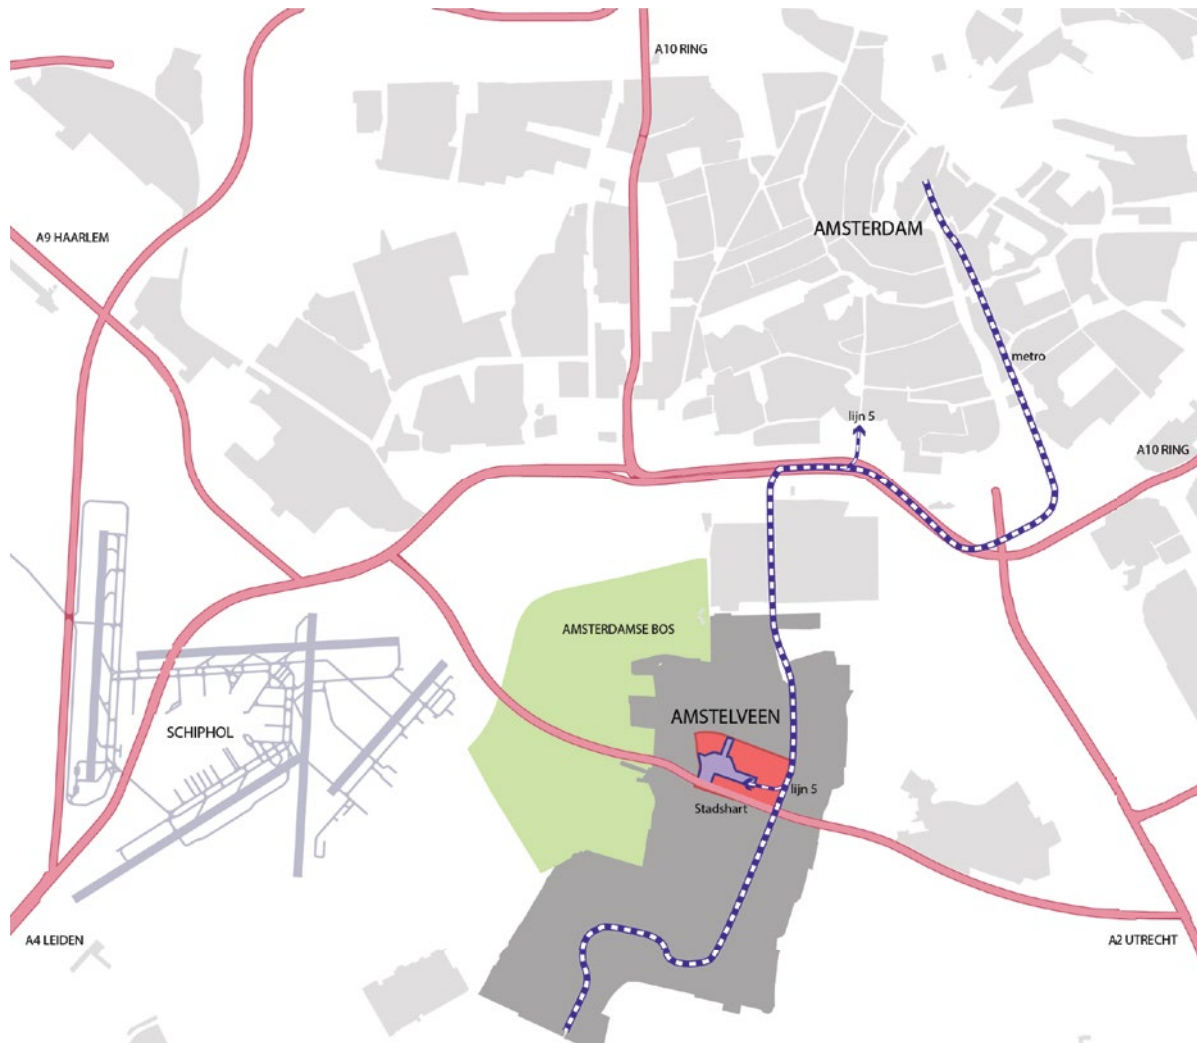 A10 RING
AMSTERDAM
A9 HAARLEM
metro
lijn 5
A10 RING
AMSTERDAMSE BOS
AMSTELVEEN
SCHIPHOL
lijn 5
Stadshart
A4 LEIDEN
A2 UTRECHT